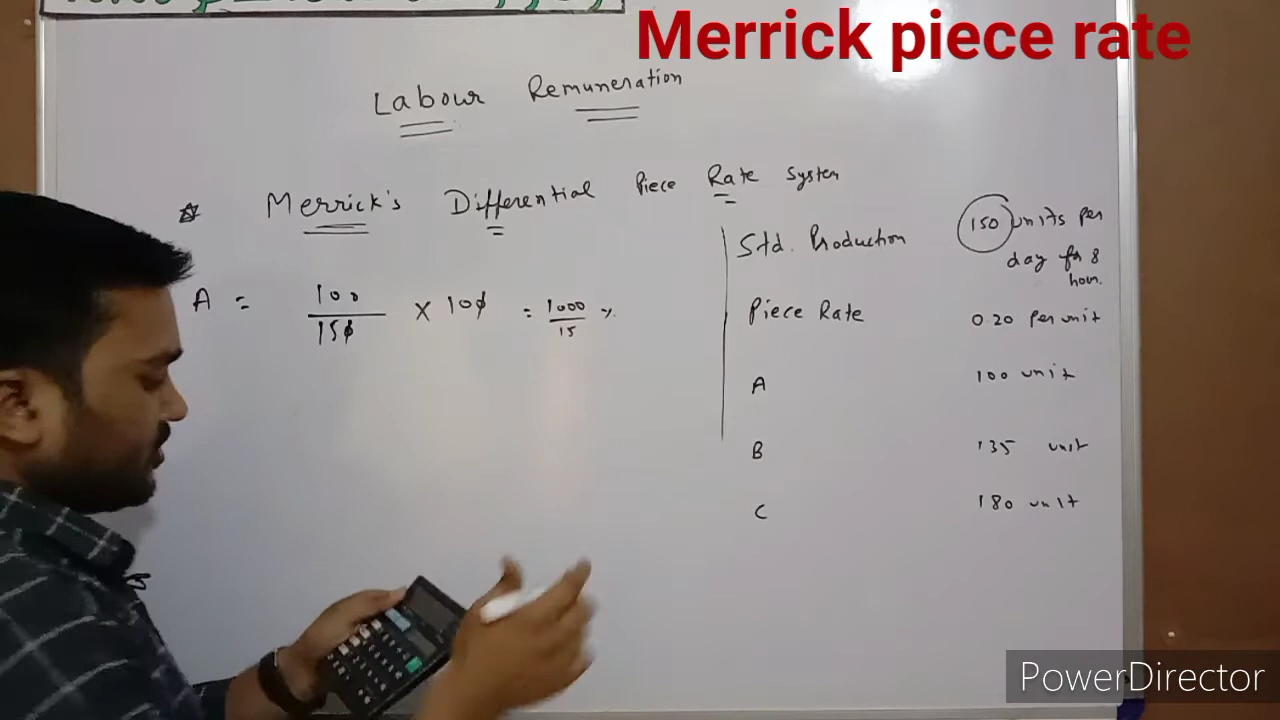 Merrick piece rate
Labour Remuneration
Merrick's Differential Piece Rate System
Std. Production 150 units per
day for 8
hour.
A = 100 / 150 × 100 = 1000 / 15 %
Piece Rate 0.20 per unit
A 100 unit
B 135 unit
C 180 unit
PowerDirector